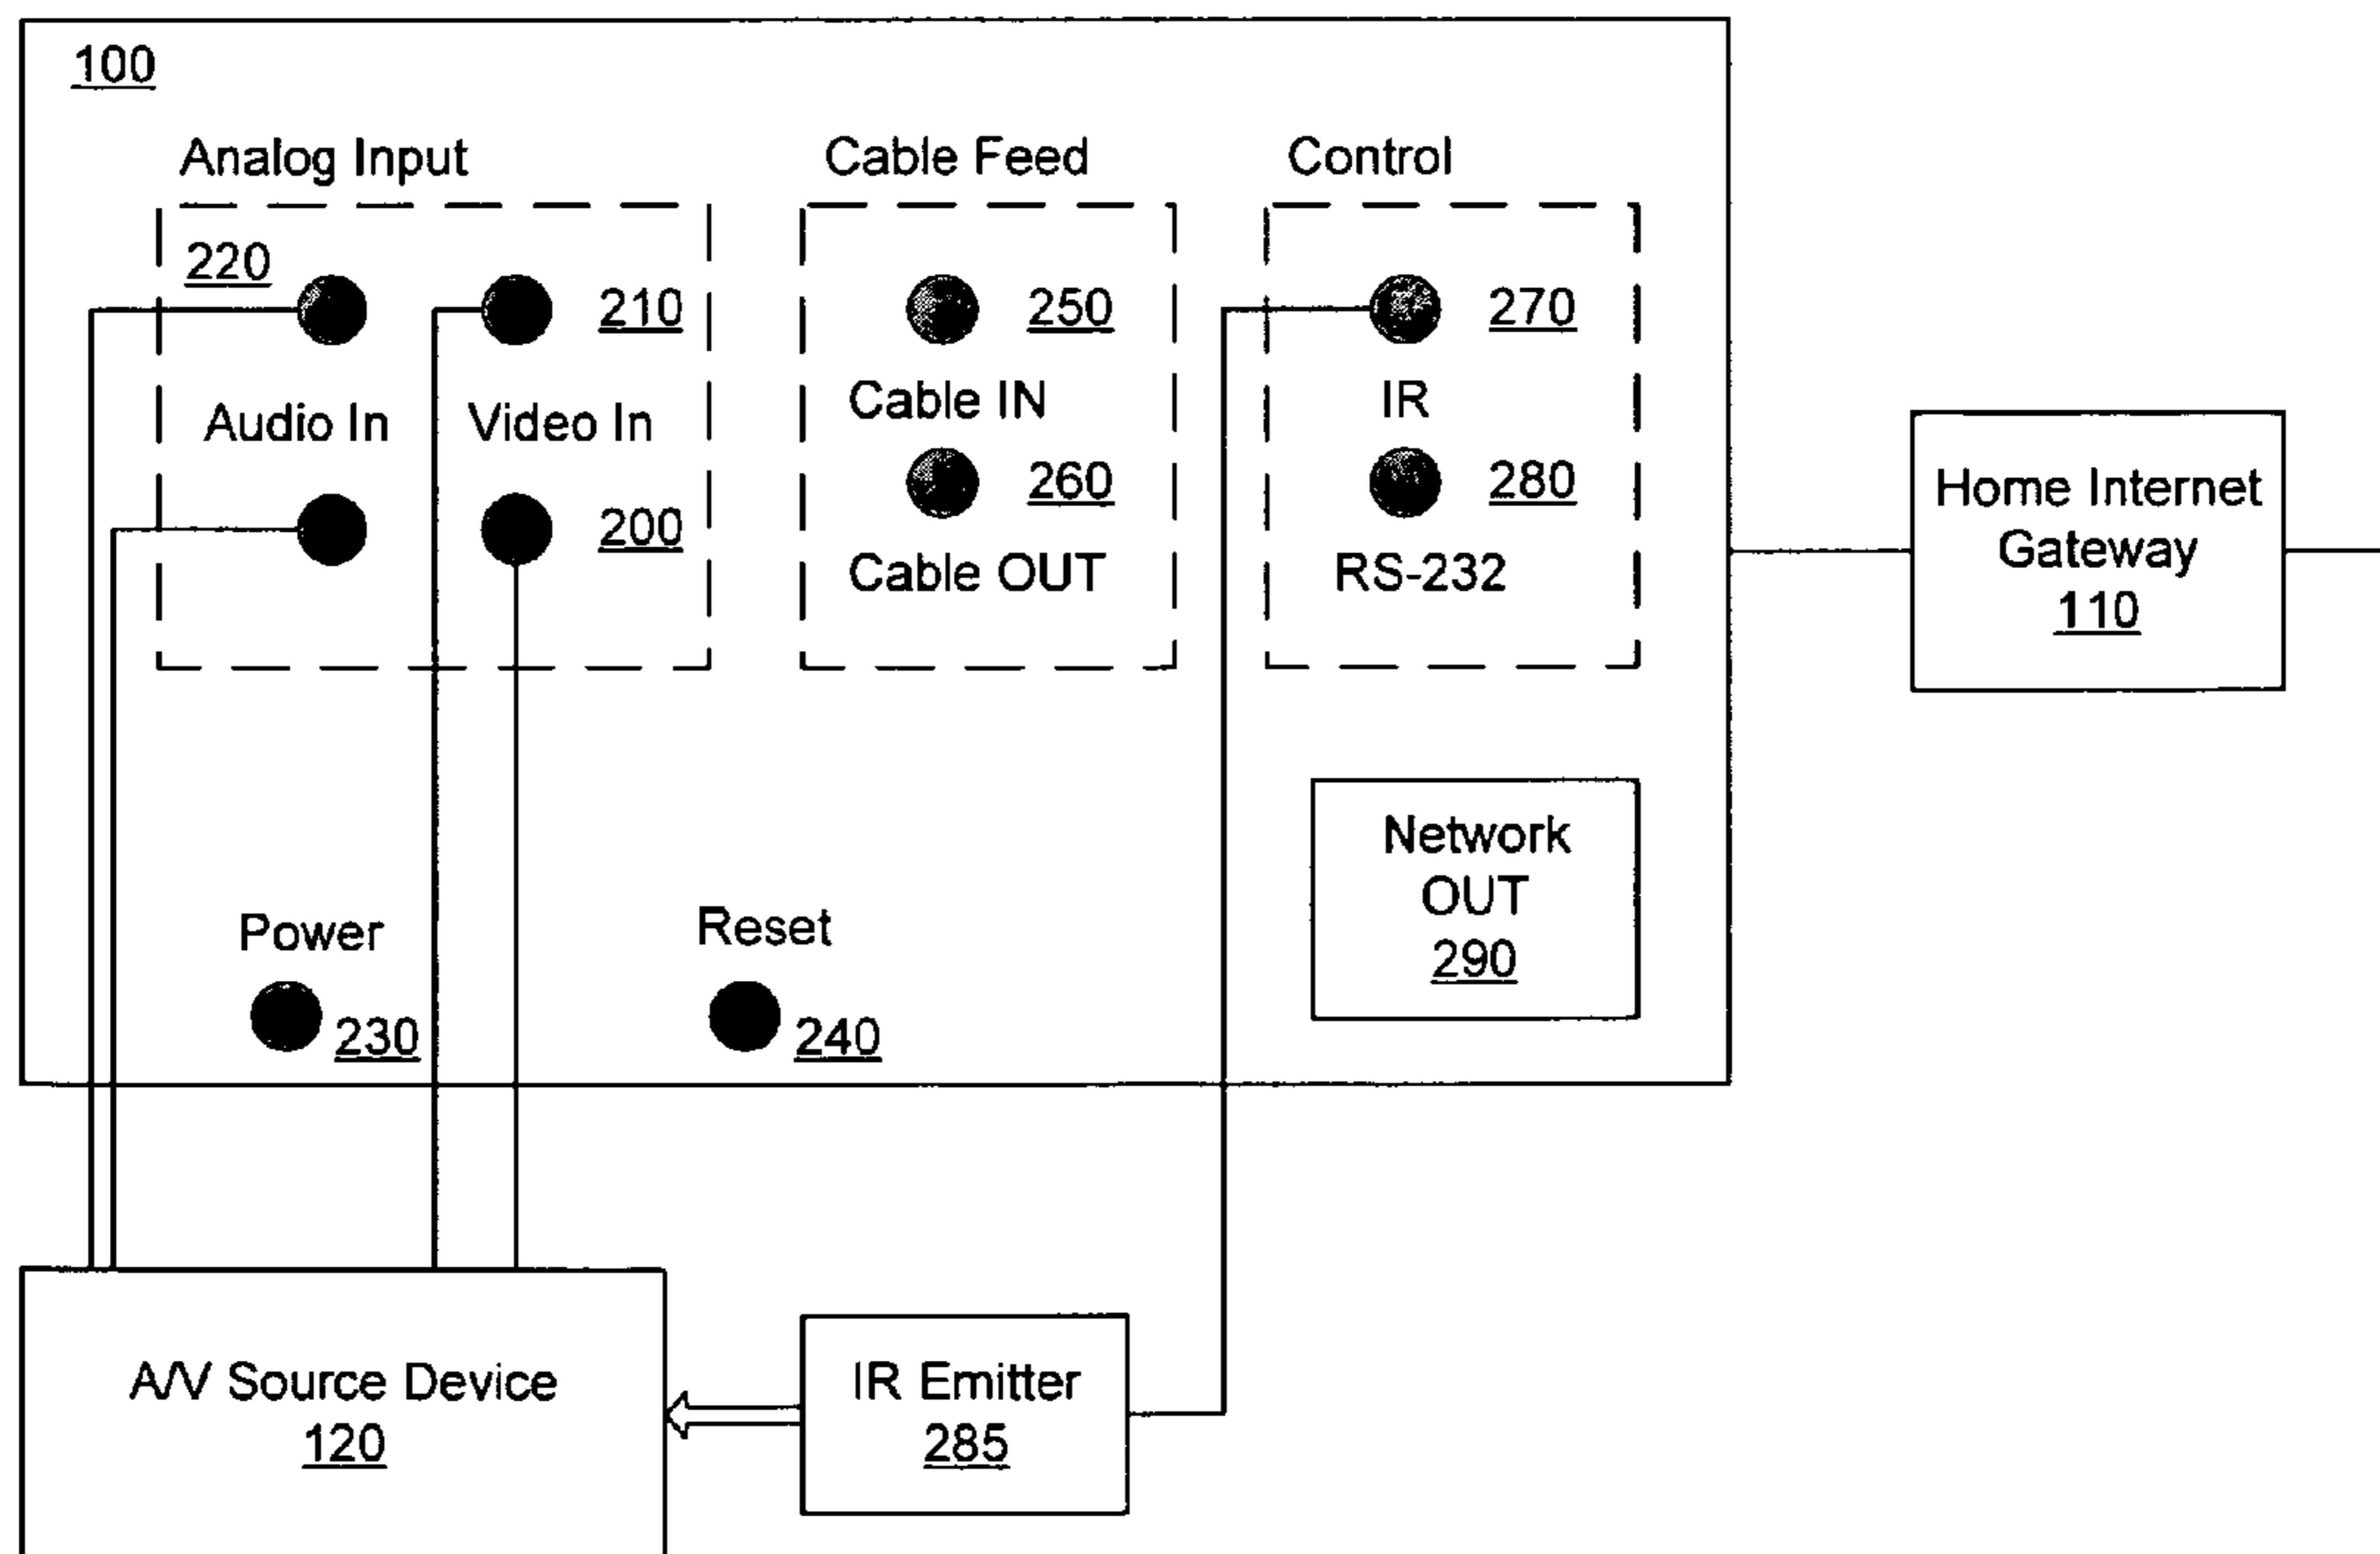 100
Analog Input
Cable Feed
Control
220
210
250
270
Audio In
Video In
Cable IN
IR
200
260
280
Cable OUT
RS-232
Home Internet
Gateway
110
Network
OUT
290
Power
Reset
230
240
A/V Source Device
120
IR Emitter
285